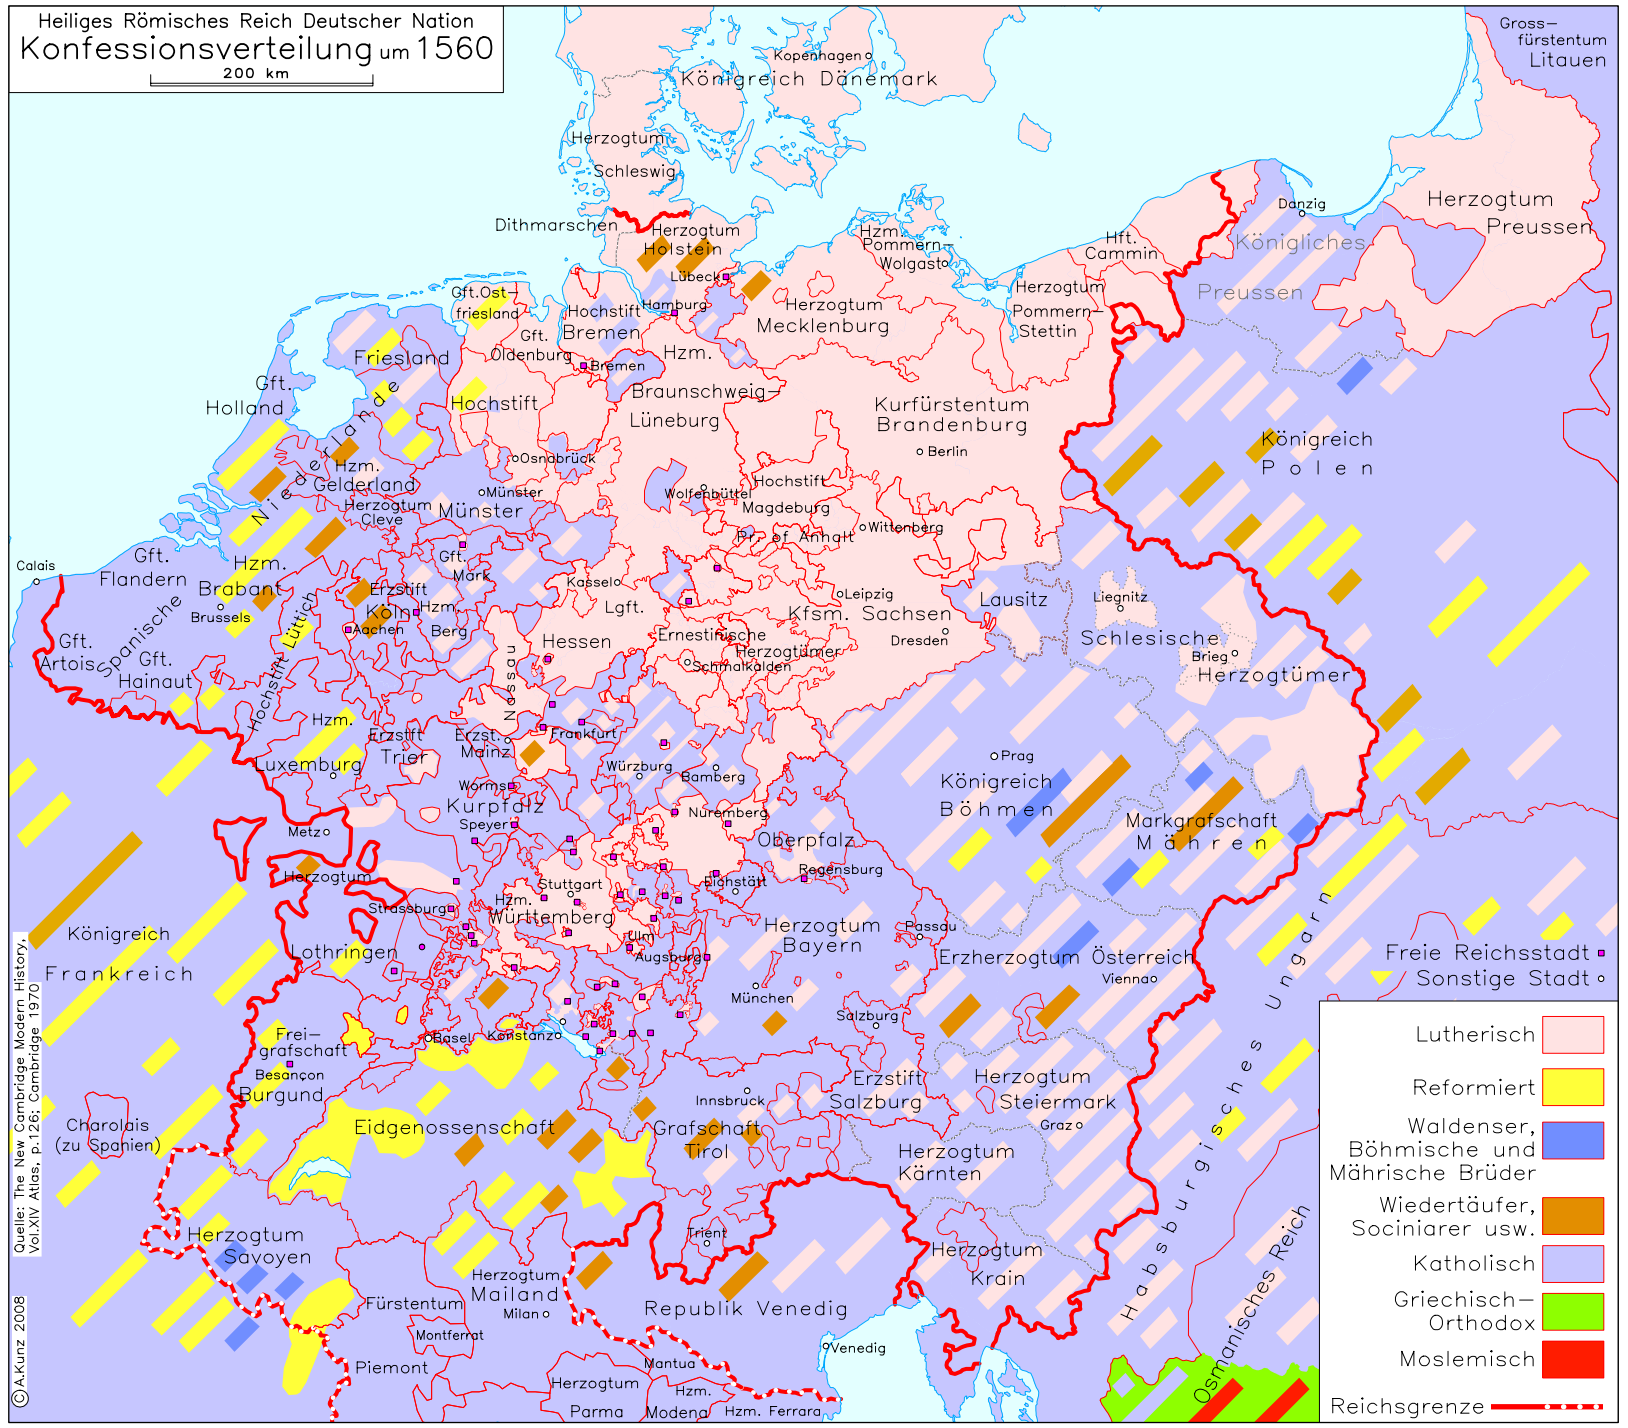 Heiliges Römisches Reich Deutscher Nation
Konfessionsverteilung um 1560
200 km
Gross-
fürstentum
Litauen
Kopenhagen
Königreich Dänemark
Herzogtum
Schleswig
Dithmarschen
Herzogtum
Holstein
Lübeck
Hamburg
Hzm.
Pommern-
Wolgast
Hft.
Cammin
Danzig
Königliches
Preussen
Herzogtum
Preussen
Gft.Ost-
friesland
Hochstift
Bremen
Gft.
Oldenburg
Bremen
Hzm.
Braunschweig-
Lüneburg
Herzogtum
Mecklenburg
Herzogtum
Pommern-
Stettin
Friesland
Gft.
Holland
Niederlande
Spanische
Hochstift
Münster
Osnabrück
Münster
Kurfürstentum
Brandenburg
Berlin
Königreich
Polen
Hzm.
Gelderland
Herzogtum
Cleve
Wolfenbüttel
Hochstift
Magdeburg
Pr. of Anhalt
Wittenberg
Calais
Gft.
Flandern
Hzm.
Brabant
Brussels
Gft.
Artois
Gft.
Hainaut
Hochstift Lüttich
Gft.
Mark
Erzstift
Köln
Hzm.
Berg
Aachen
Kassel
Lgft.
Hessen
Nassau
Leipzig
Kfsm. Sachsen
Dresden
Ernestinische
Herzogtümer
Schmalkalden
Lausitz
Liegnitz
Schlesische
Brieg
Herzogtümer
Hzm.
Luxemburg
Erzstft
Trier
Erzst.
Mainz
Frankfurt
Würzburg
Bamberg
Worms
Kurpfalz
Speyer
Nuremberg
Oberpfalz
Regensburg
Eichstätt
Prag
Königreich
Böhmen
Markgrafschaft
Mähren
Metz
Herzogtum
Lothringen
Strassburg
Stuttgart
Hzm.
Württemberg
Ulm
Augsburg
Herzogtum
Bayern
München
Passau
Erzherzogtum Österreich
Vienna
Salzburg
Königreich
Frankreich
Frei-
grafschaft
Besançon
Burgund
Basel
Konstanz
Charolais
(zu Spanien)
Eidgenossenschaft
Innsbruck
Grafschaft
Tirol
Erzstift
Salzburg
Herzogtum
Steiermark
Graz
Herzogtum
Kärnten
Habsburgisches Ungarn
Herzogtum
Savoyen
Fürstentum
Montferrat
Piemont
Herzogtum
Mailand
Milan
Trient
Republik Venedig
Venedig
Herzogtum
Krain
Osmanisches Reich
Mantua
Herzogtum
Parma
Hzm.
Modena
Hzm. Ferrara
Freie Reichsstadt
Sonstige Stadt
Lutherisch
Reformiert
Waldenser,
Böhmische und
Mährische Brüder
Wiedertäufer,
Sociniarer usw.
Katholisch
Griechisch-
Orthodox
Moslemisch
Reichsgrenze
Quelle: The New Cambridge Modern History,
Vol.XIV Atlas, p.126; Cambridge 1970
©A.Kunz 2008